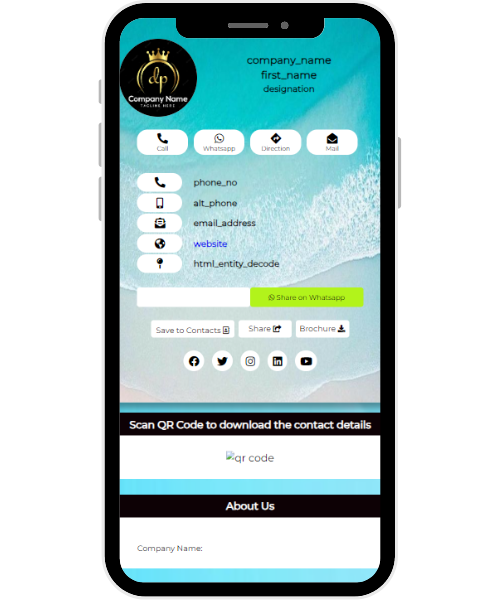 dp
Company Name
TAGLINE HERE
company_name
first_name
designation
Call
Whatsapp
Direction
Mail
phone_no
alt_phone
email_address
website
html_entity_decode
Share on Whatsapp
Save to Contacts
Share
Brochure
Scan QR Code to download the contact details
qr code
About Us
Company Name: